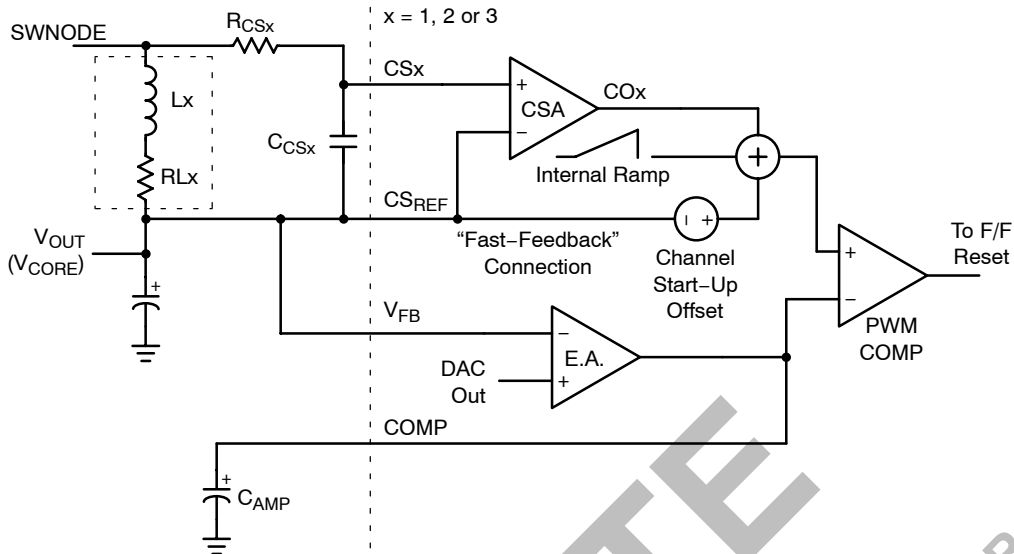 x = 1, 2 or 3
SWNODE
RCSx
CSx
COx
Lx
+
CSA
−
CCSx
+
Internal Ramp
RLx
CSREF
− +
"Fast−Feedback"
Connection
Channel
Start−Up
Offset
VOUT
(VCORE)
+
To F/F
Reset
+
−
PWM
COMP
VFB
−
E.A.
DAC
Out
+
COMP
+
CAMP
TE